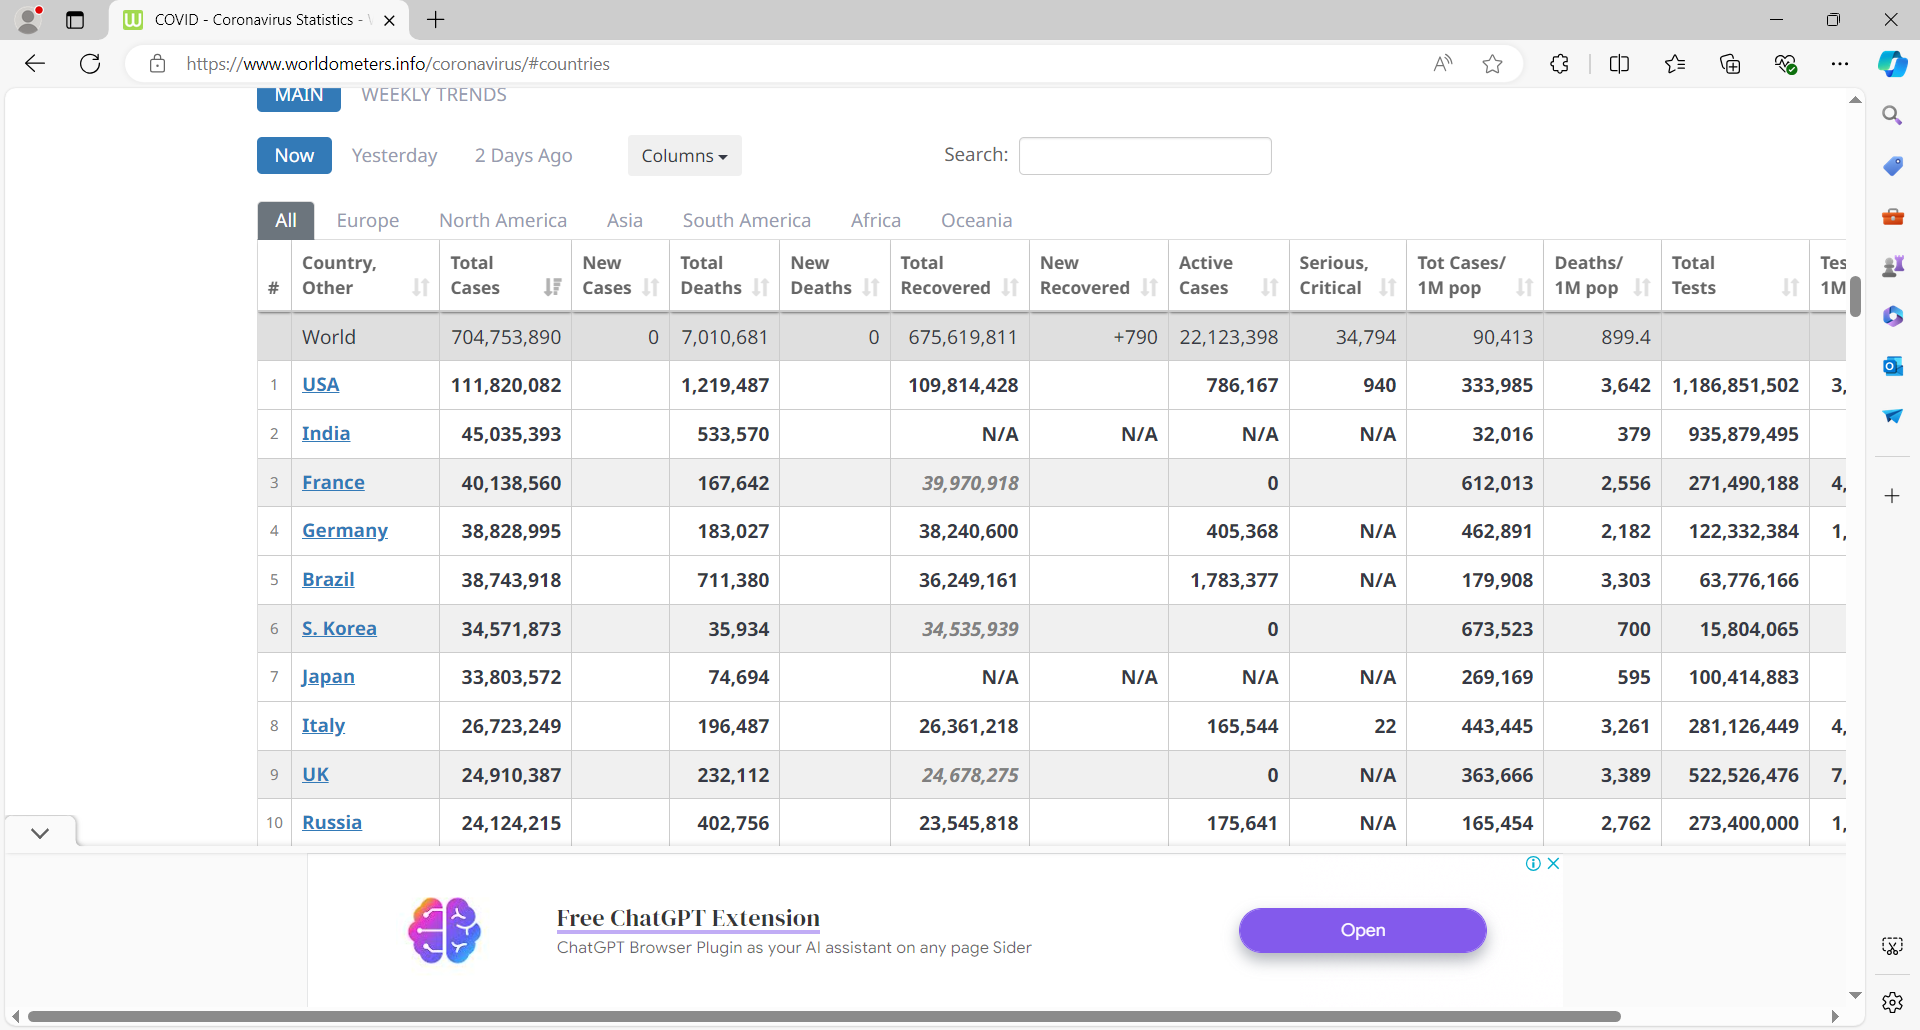 COVID - Coronavirus Statistics -
https://www.worldometers.info/coronavirus/#countries
MAIN WEEKLY TRENDS
Now Yesterday 2 Days Ago Columns Search:
All Europe North America Asia South America Africa Oceania
# Country, Other Total Cases New Cases Total Deaths New Deaths Total Recovered New Recovered Active Cases Serious, Critical Tot Cases/ 1M pop Deaths/ 1M pop Total Tests Tes 1M
World 704,753,890 0 7,010,681 0 675,619,811 +790 22,123,398 34,794 90,413 899.4
1 USA 111,820,082 1,219,487 109,814,428 786,167 940 333,985 3,642 1,186,851,502 3,
2 India 45,035,393 533,570 N/A N/A N/A N/A 32,016 379 935,879,495
3 France 40,138,560 167,642 39,970,918 0 612,013 2,556 271,490,188 4,
4 Germany 38,828,995 183,027 38,240,600 405,368 N/A 462,891 2,182 122,332,384 1,
5 Brazil 38,743,918 711,380 36,249,161 1,783,377 N/A 179,908 3,303 63,776,166
6 S. Korea 34,571,873 35,934 34,535,939 0 673,523 700 15,804,065
7 Japan 33,803,572 74,694 N/A N/A N/A N/A 269,169 595 100,414,883
8 Italy 26,723,249 196,487 26,361,218 165,544 22 443,445 3,261 281,126,449 4,
9 UK 24,910,387 232,112 24,678,275 0 N/A 363,666 3,389 522,526,476 7,
10 Russia 24,124,215 402,756 23,545,818 175,641 N/A 165,454 2,762 273,400,000 1,
Free ChatGPT Extension
ChatGPT Browser Plugin as your AI assistant on any page Sider
Open